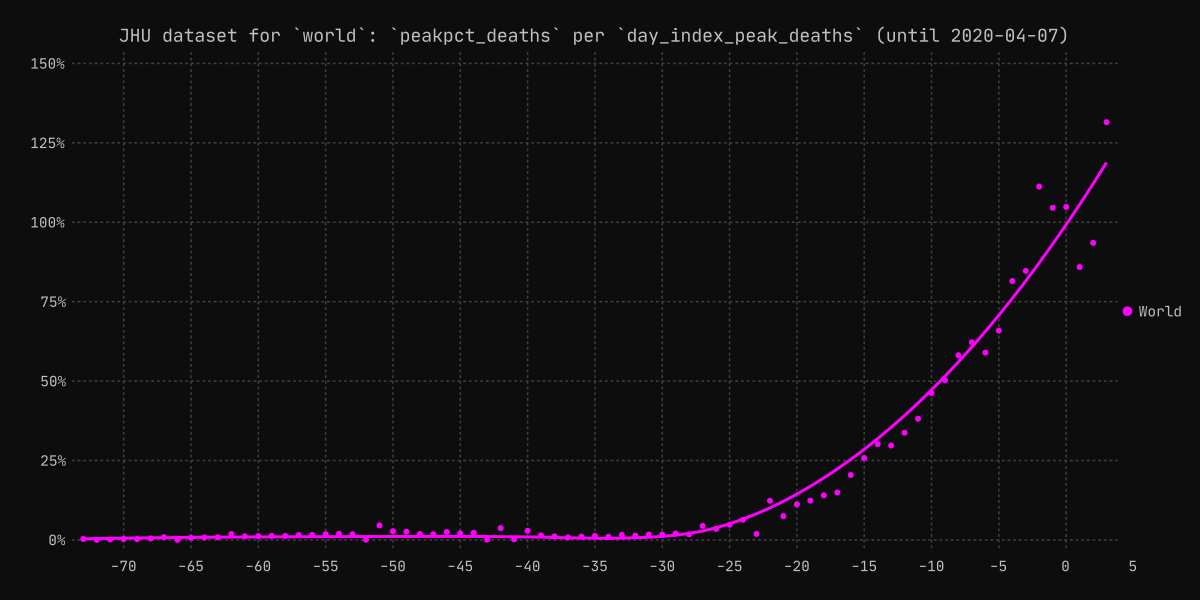 JHU dataset for `world`: `peakpct_deaths` per `day_index_peak_deaths` (until 2020-04-07)
150%
125%
100%
75%
50%
25%
0%
World
-70 -65 -60 -55 -50 -45 -40 -35 -30 -25 -20 -15 -10 -5 0 5